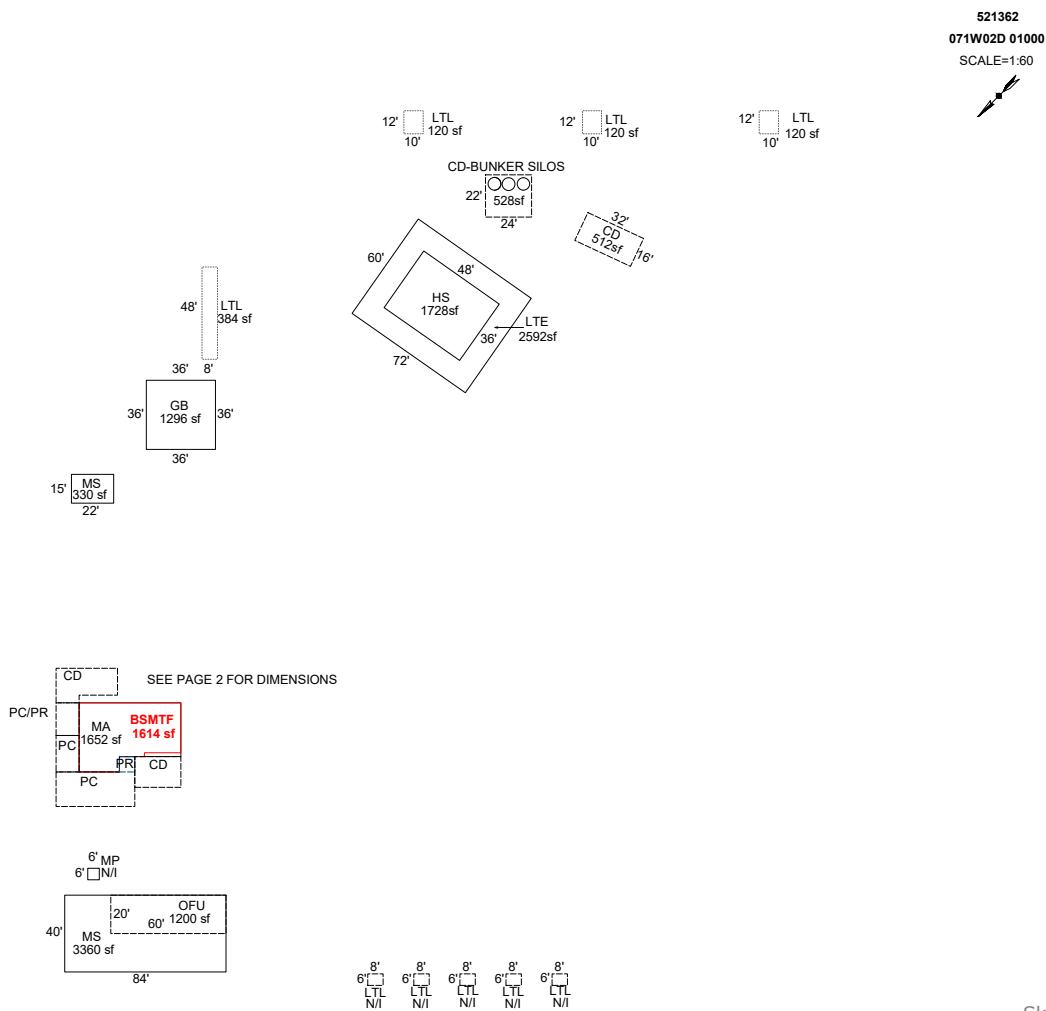 521362
071W02D 01000
SCALE=1:60
12' LTL
120 sf
10'
12' LTL
120 sf
10'
12' LTL
120 sf
10'
CD-BUNKER SILOS
22' 528sf
24'
32'
CD
512sf
16'
60'
48'
HS
1728sf
36'
72'
LTE
2592sf
48' LTL
384 sf
8'
36'
36' GB 36'
1296 sf
36'
15' MS
330 sf
22'
CD
SEE PAGE 2 FOR DIMENSIONS
PC/PR
MA
1652 sf
BSMTF
1614 sf
PC
PR
CD
PC
6' MP
6' N/I
OFU
1200 sf
20'
60'
40'
MS
3360 sf
84'
8' 8' 8' 8' 8'
6' 6' 6' 6' 6'
LTL LTL LTL LTL LTL
N/I N/I N/I N/I N/I